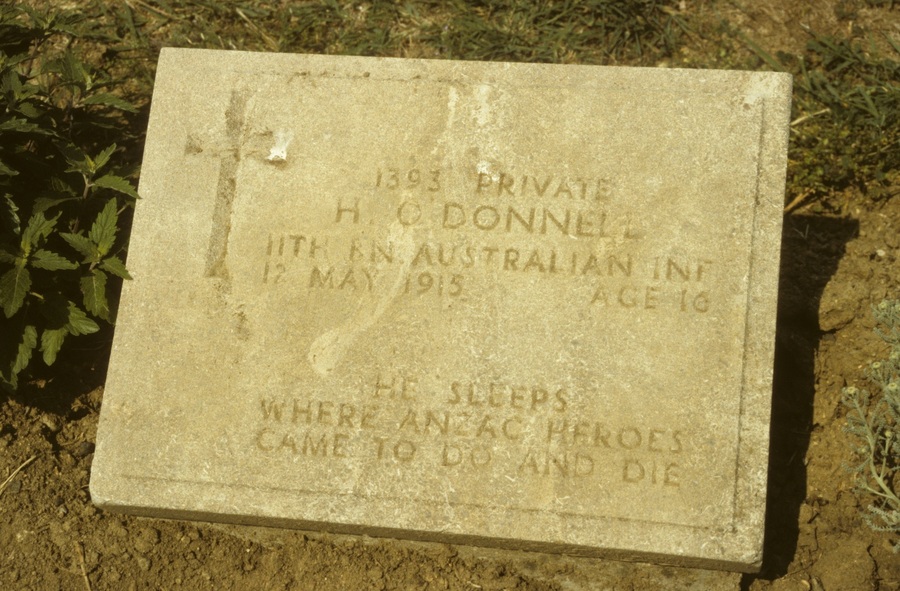 1393 PRIVATE
H. O'DONNELL
11TH BN. AUSTRALIAN INF.
12 MAY 1915 AGE 16
HE SLEEPS
WHERE ANZAC HEROES
CAME TO DO AND DIE